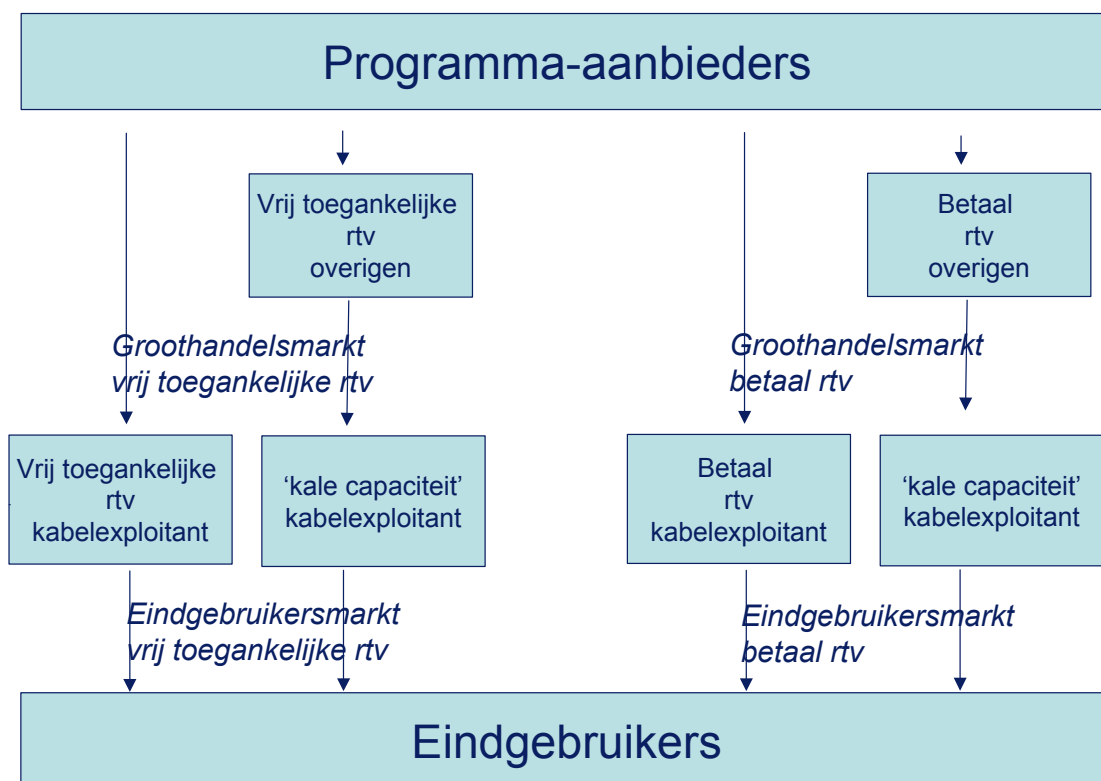 Programma-aanbieders
Vrij toegankelijke
rtv
overigen
Betaal
rtv
overigen
Groothandelsmarkt
vrij toegankelijke rtv
Groothandelsmarkt
betaal rtv
Vrij toegankelijke
rtv
kabelexploitant
‘kale capaciteit’
kabelexploitant
Betaal
rtv
kabelexploitant
‘kale capaciteit’
kabelexploitant
Eindgebruikersmarkt
vrij toegankelijke rtv
Eindgebruikersmarkt
betaal rtv
Eindgebruikers